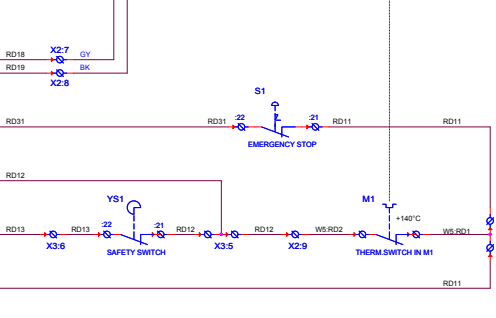 RD18 X2:7 GY
RD19 BK
X2:8
S1
RD31 RD31 :22 :21 RD11 RD11
EMERGENCY STOP
RD12
YS1 M1
+140°C
RD13 RD13 :22 :21 RD12 RD12 W5:RD2 W5:RD1
X3:6 SAFETY SWITCH X3:5 X2:9 THERM.SWITCH IN M1
RD11